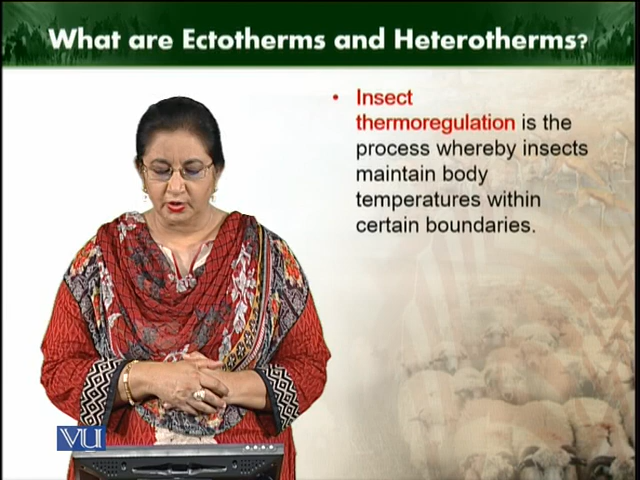 What are Ectotherms and Heterotherms?
• Insect
thermoregulation is the
process whereby insects
maintain body
temperatures within
certain boundaries.
VU